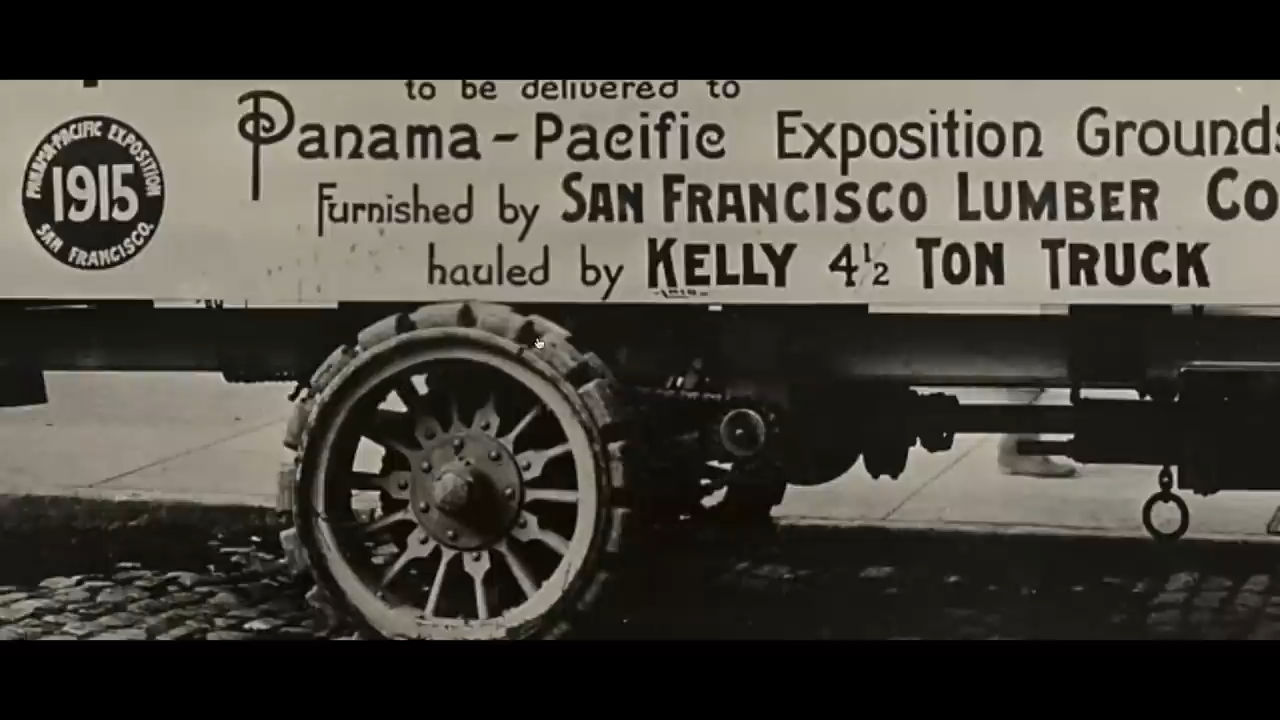 to be delivered to
Panama-Pacific Exposition Grounds
Furnished by SAN FRANCISCO LUMBER Co
hauled by KELLY 4½ TON TRUCK
PANAMA-PACIFIC EXPOSITION
1915
SAN FRANCISCO.